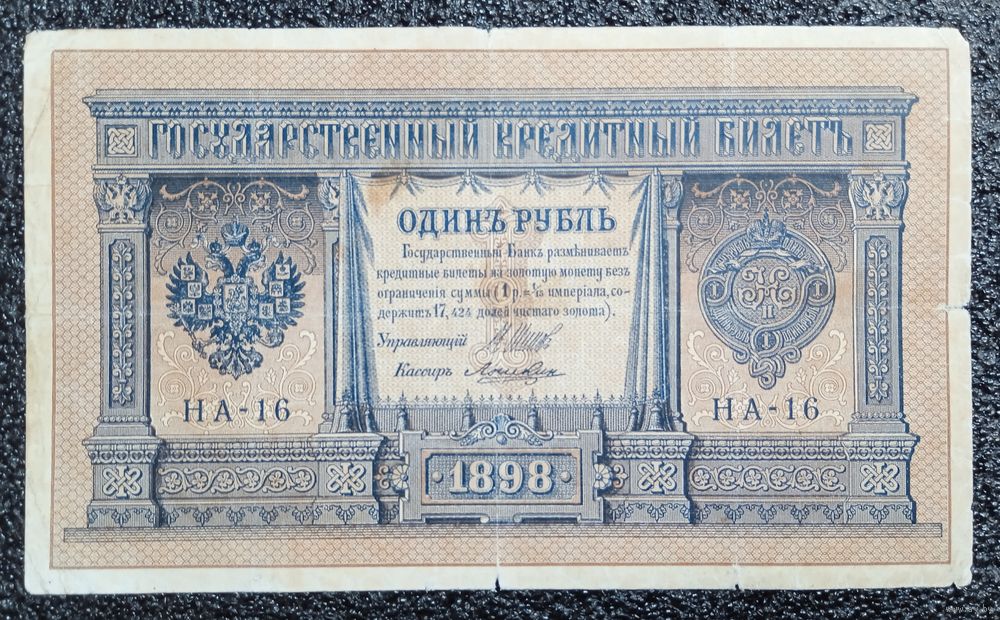 ГОСУДАРСТВЕННЫЙ КРЕДИТНЫЙ БИЛЕТЪ
ОДИНЪ РУБЛЬ
Государственный Банкъ размѣниваетъ
кредитные билеты на золотую монету безъ
ограниченія суммы (1 р.= 1/15 имперіала, со-
держитъ 17,424 долей чистаго золота).
Управляющій
Кассиръ
НА-16
НА-16
1898